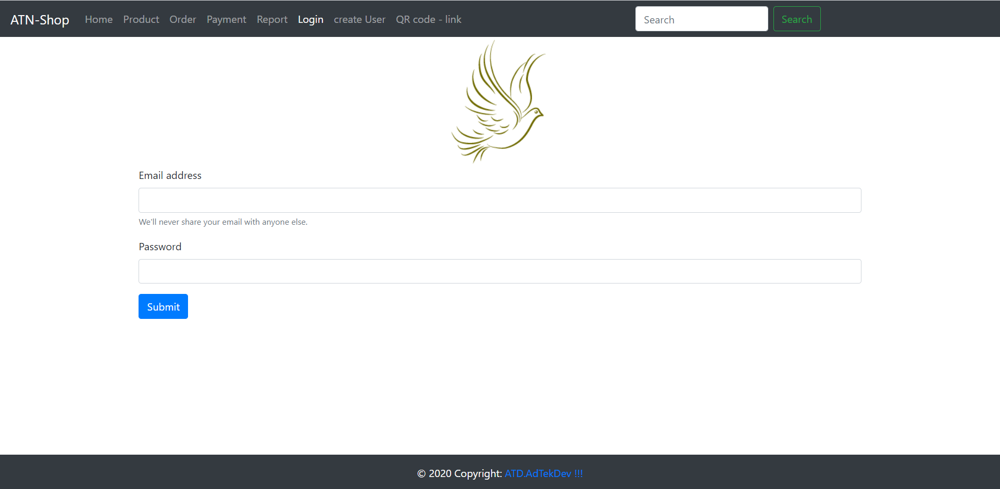 ATN-Shop Home Product Order Payment Report Login create User QR code - link Search Search
Email address
We'll never share your email with anyone else.
Password
Submit
© 2020 Copyright: ATD.AdTekDev !!!